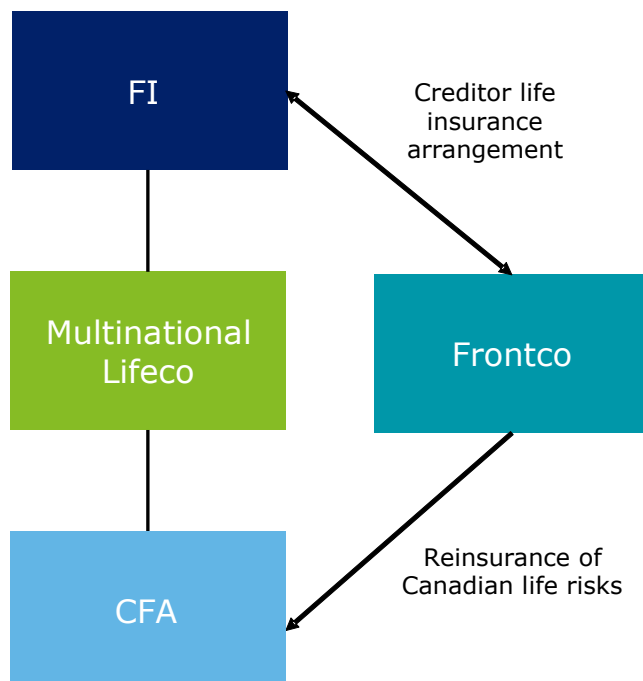 FI
Creditor life
insurance
arrangement
Multinational
Lifeco
Frontco
Reinsurance of
Canadian life risks
CFA